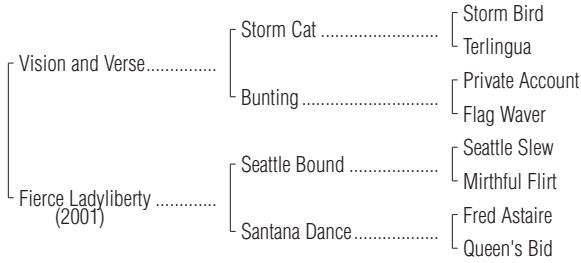 Storm Bird
Storm Cat ........................
Terlingua
Vision and Verse...............
Private Account
Bunting ............................
Flag Waver
Seattle Slew
Seattle Bound ..................
Mirthful Flirt
Fierce Ladyliberty .............
(2001)
Fred Astaire
Santana Dance.................
Queen's Bid